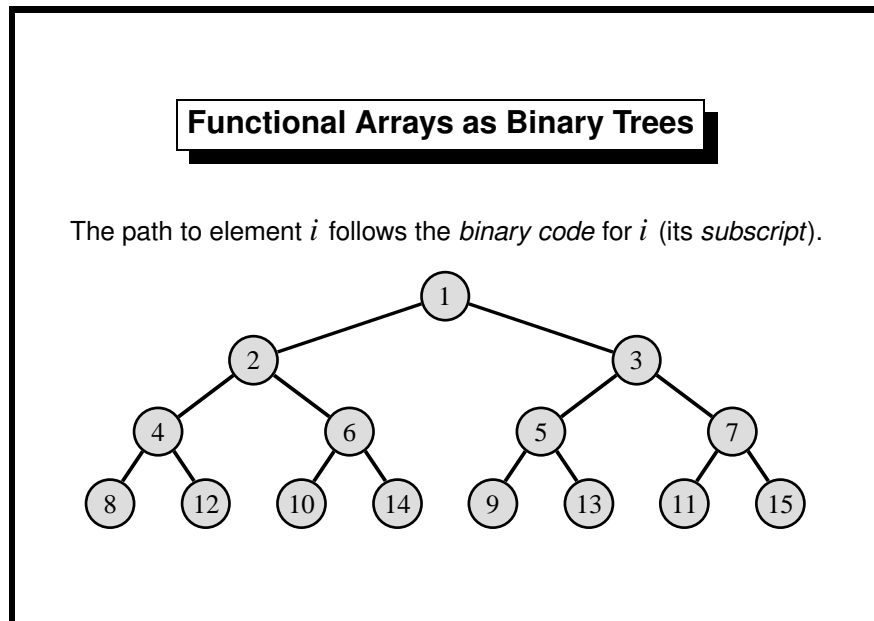 Functional Arrays as Binary Trees
The path to element i follows the binary code for i (its subscript).
1
2 3
4 6 5 7
8 12 10 14 9 13 11 15